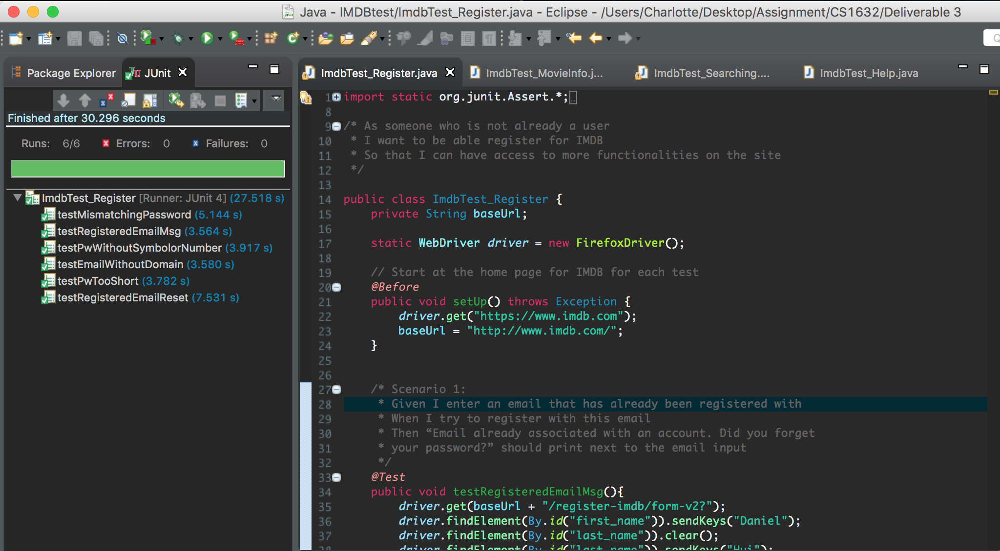 Java - IMDBtest/ImdbTest_Register.java - Eclipse - /Users/Charlotte/Desktop/Assignment/CS1632/Deliverable 3
Package Explorer
JUnit
Finished after 30.296 seconds
Runs: 6/6 Errors: 0 Failures: 0
ImdbTest_Register [Runner: JUnit 4] (27.518 s)
testMismatchingPassword (5.144 s)
testRegisteredEmailMsg (3.564 s)
testPwWithoutSymbolorNumber (3.917 s)
testEmailWithoutDomain (3.580 s)
testPwTooShort (3.782 s)
testRegisteredEmailReset (7.531 s)
ImdbTest_Register.java
ImdbTest_MovieInfo.j...
ImdbTest_Searching....
ImdbTest_Help.java
1 import static org.junit.Assert.*;
8
9 /* As someone who is not already a user
10 * I want to be able register for IMDB
11 * So that I can have access to more functionalities on the site
12 */
13
14 public class ImdbTest_Register {
15 private String baseUrl;
16
17 static WebDriver driver = new FirefoxDriver();
18
19 // Start at the home page for IMDB for each test
20 @Before
21 public void setUp() throws Exception {
22 driver.get("https://www.imdb.com");
23 baseUrl = "http://www.imdb.com/";
24 }
25
26
27 /* Scenario 1:
28 * Given I enter an email that has already been registered with
29 * When I try to register with this email
30 * Then “Email already associated with an account. Did you forget
31 * your password?” should print next to the email input
32 */
33 @Test
34 public void testRegisteredEmailMsg(){
35 driver.get(baseUrl + "/register-imdb/form-v2?");
36 driver.findElement(By.id("first_name")).sendKeys("Daniel");
37 driver.findElement(By.id("last_name")).clear();
38 driver.findElement(By.id("last_name")).sendKeys("Hui");